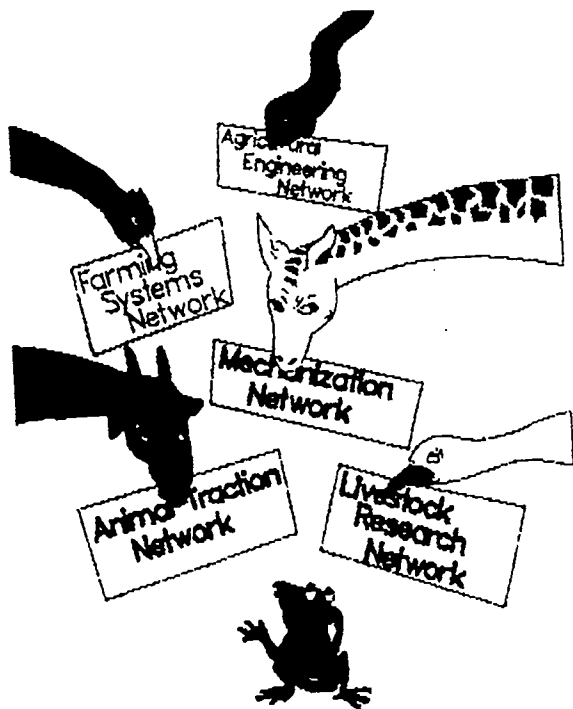 Agricultural
Engineering
Network
Farming
Systems
Network
Mechanization
Network
Animal Traction
Network
Livestock
Research
Network